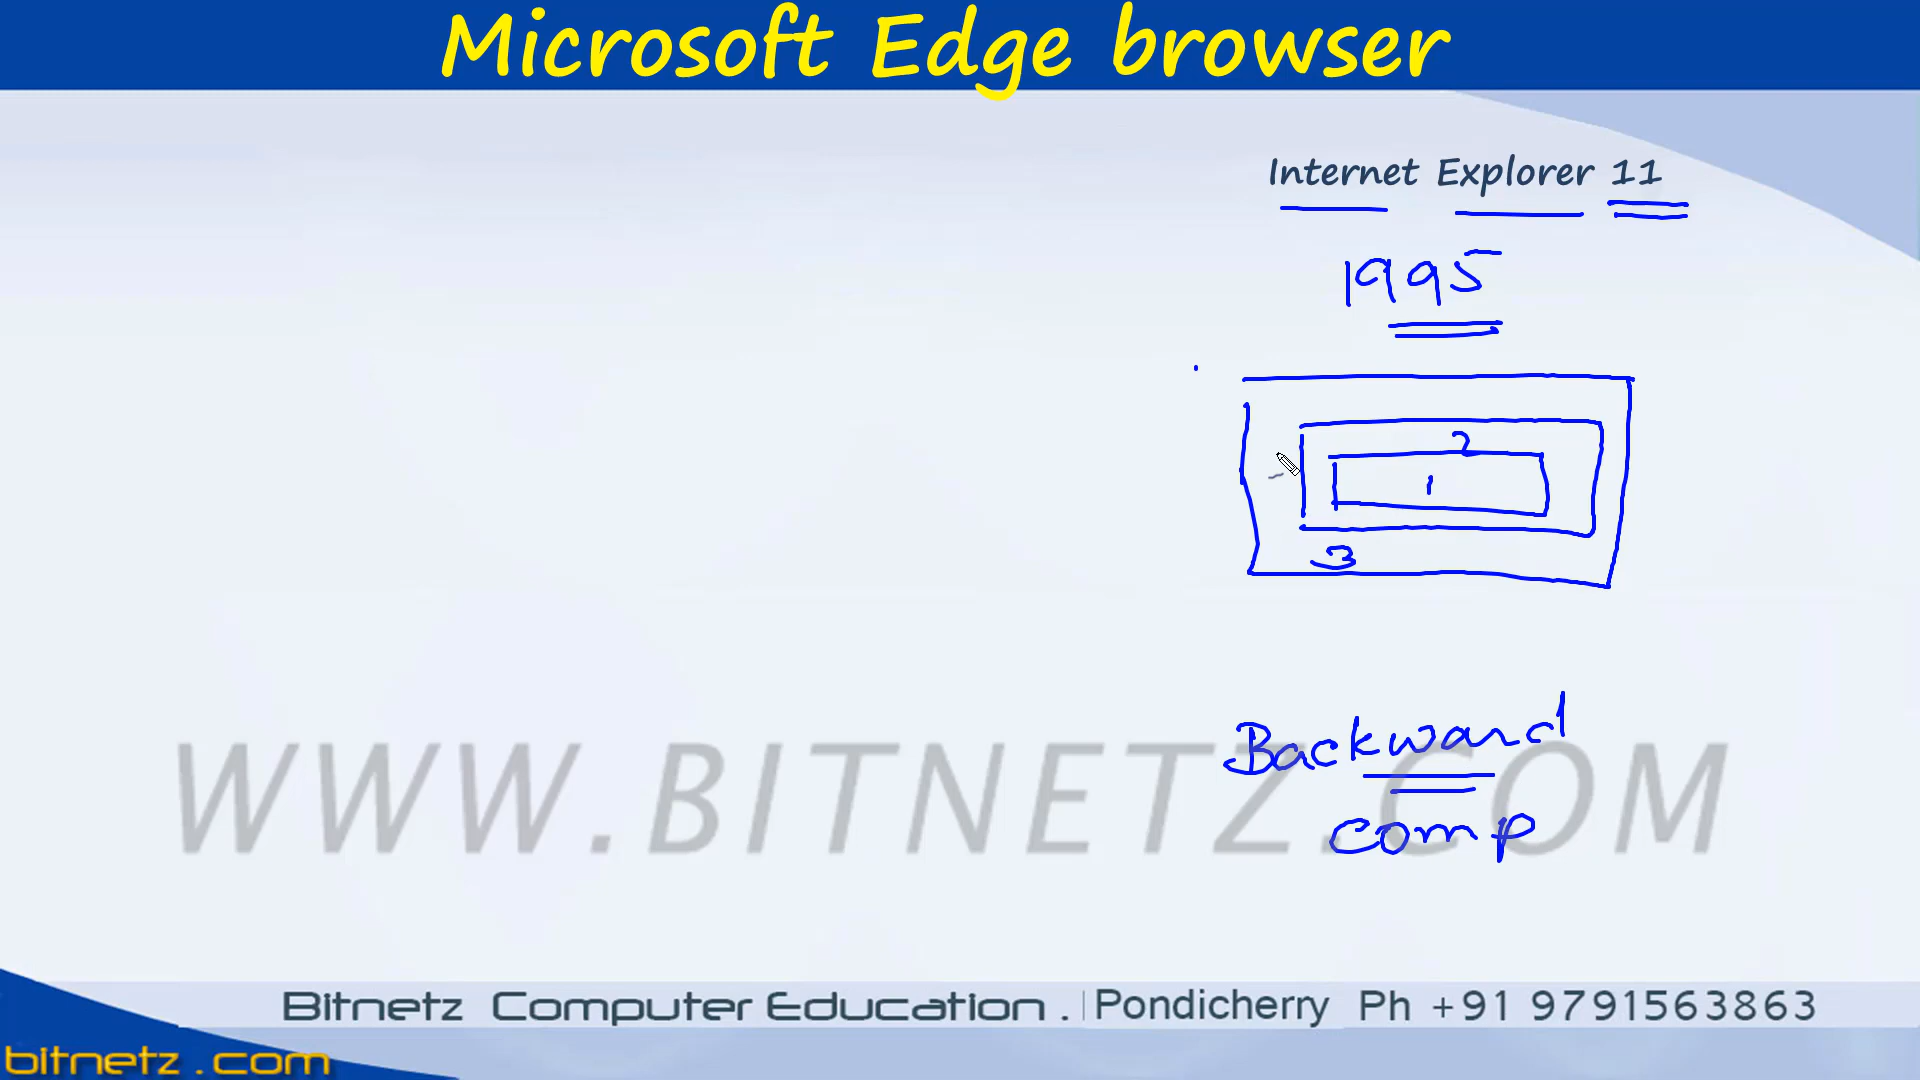 Microsoft Edge browser
Internet Explorer 11
1995
2
1
3
Backward
comp
WWW.BITNETZ.COM
Bitnetz Computer Education . Pondicherry Ph +91 9791563863
bitnetz.com